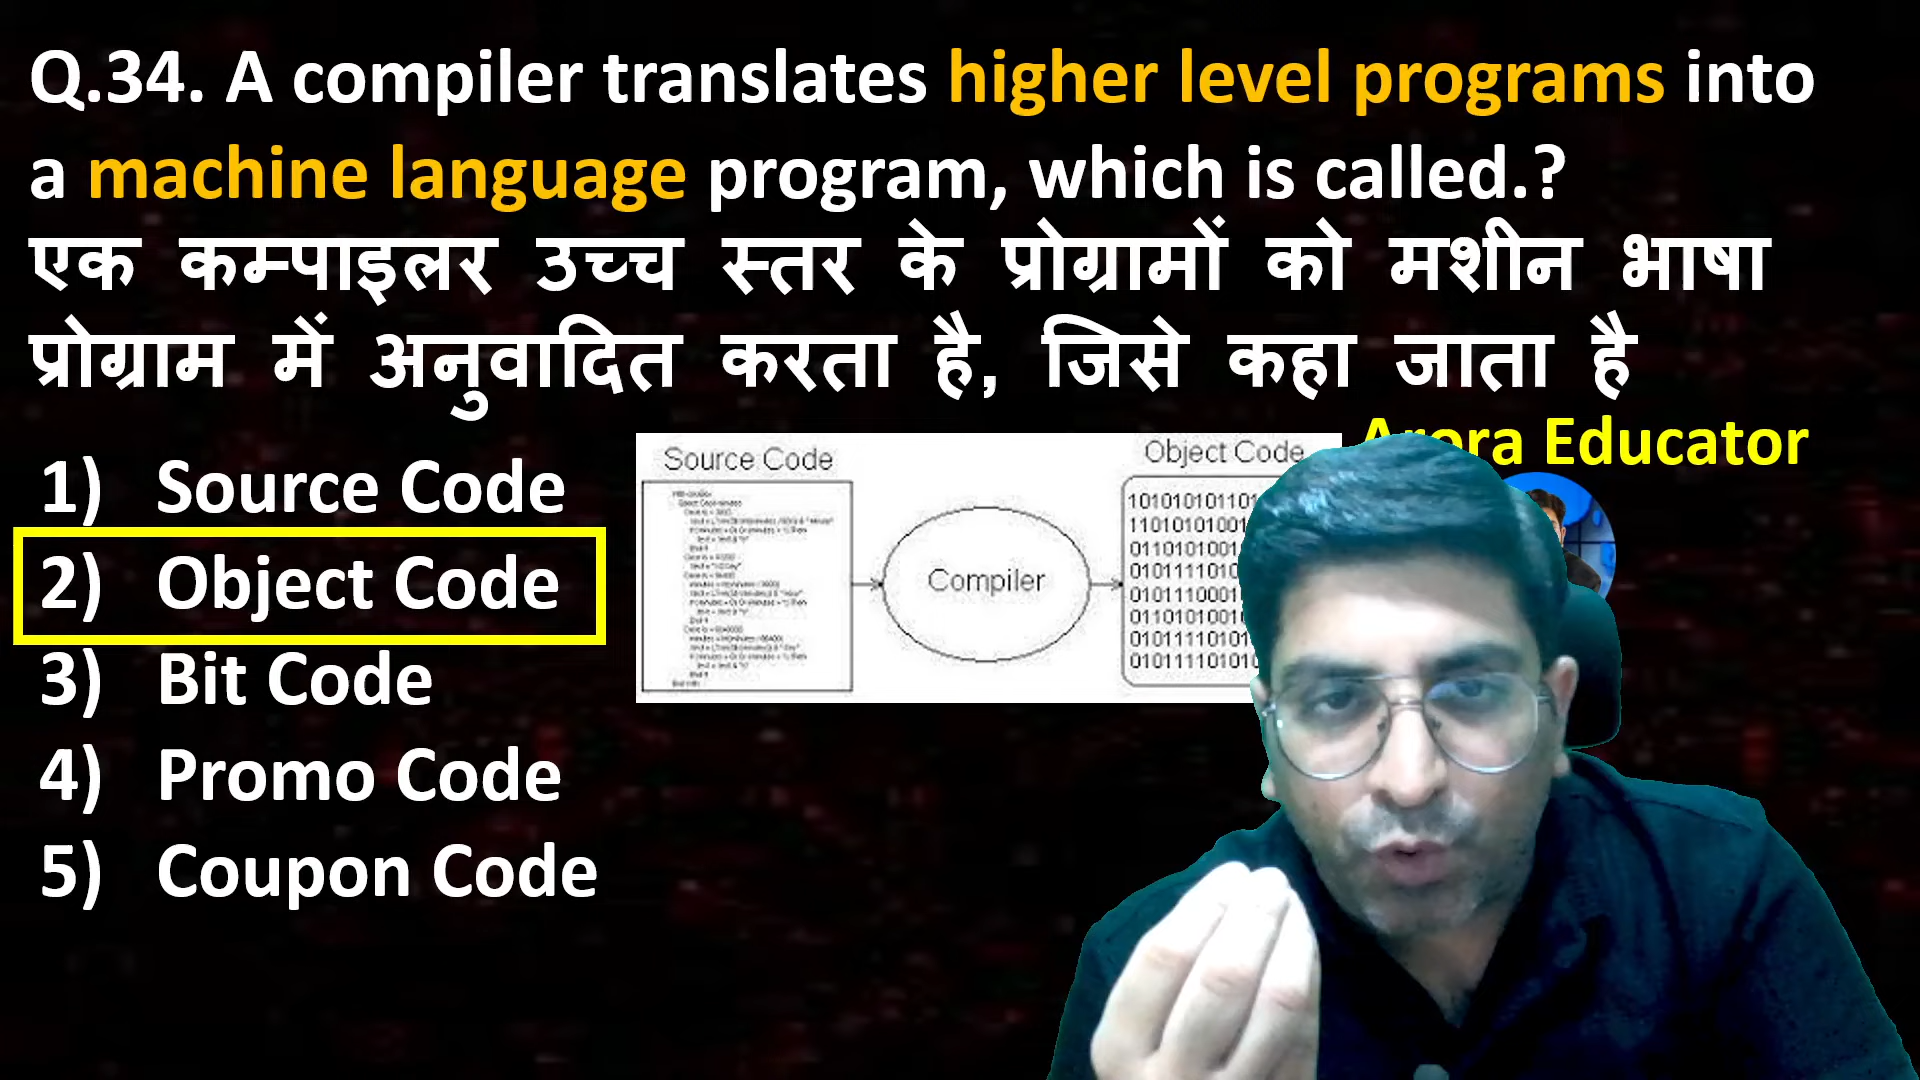 Q.34. A compiler translates higher level programs into
a machine language program, which is called.?
एक कम्पाइलर उच्च स्तर के प्रोग्रामों को मशीन भाषा
प्रोग्राम में अनुवादित करता है, जिसे कहा जाता है
Arora Educator
1) Source Code
2) Object Code
3) Bit Code
4) Promo Code
5) Coupon Code
Source Code
Compiler
Object Code